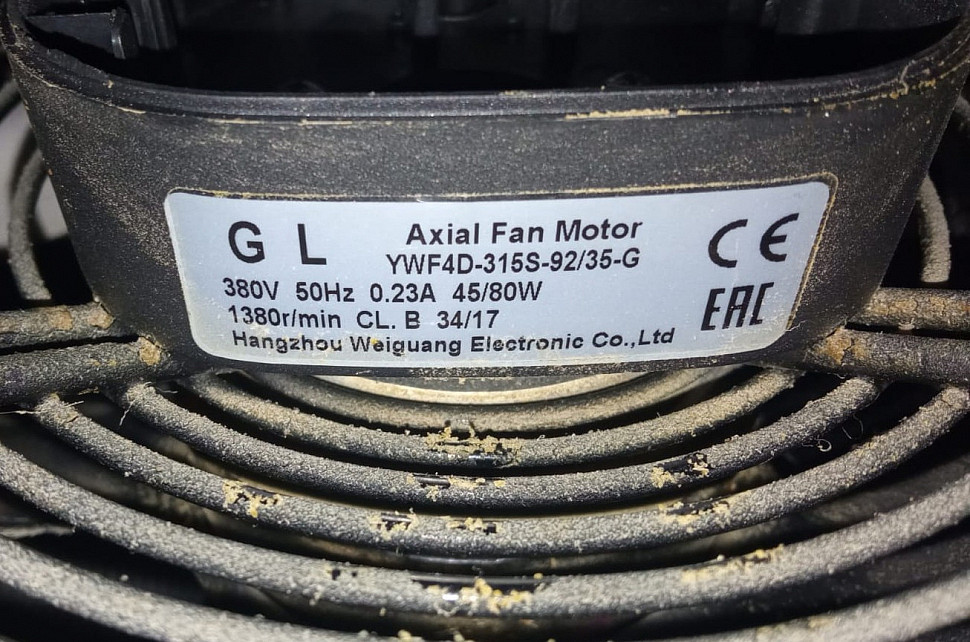 G L Axial Fan Motor CE
YWF4D-315S-92/35-G
380V 50Hz 0.23A 45/80W
1380r/min CL. B 34/17 EAC
Hangzhou Weiguang Electronic Co.,Ltd